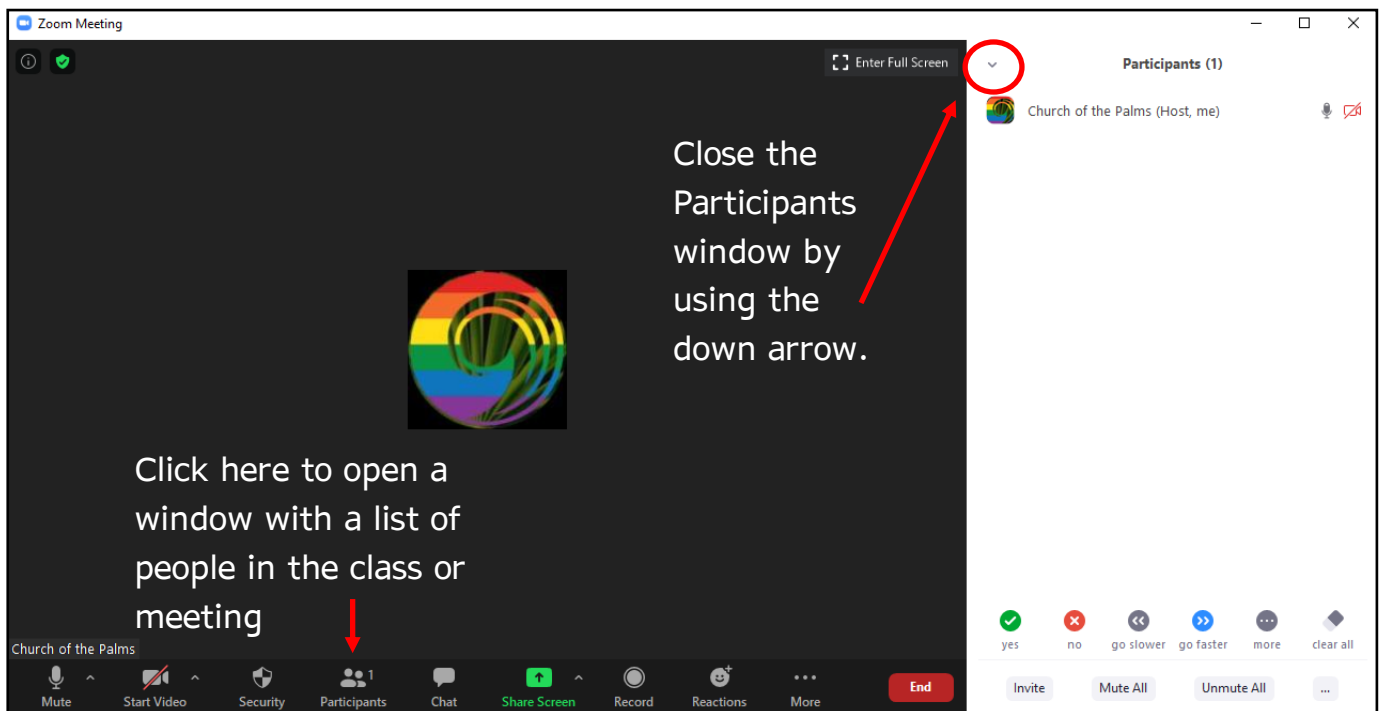 Zoom Meeting
Enter Full Screen
Participants (1)
Church of the Palms (Host, me)
Close the
Participants
window by
using the
down arrow.
Click here to open a
window with a list of
people in the class or
meeting
Church of the Palms
yes no go slower go faster more clear all
Mute Start Video Security Participants 1 Chat Share Screen Record Reactions More End
Invite Mute All Unmute All ...